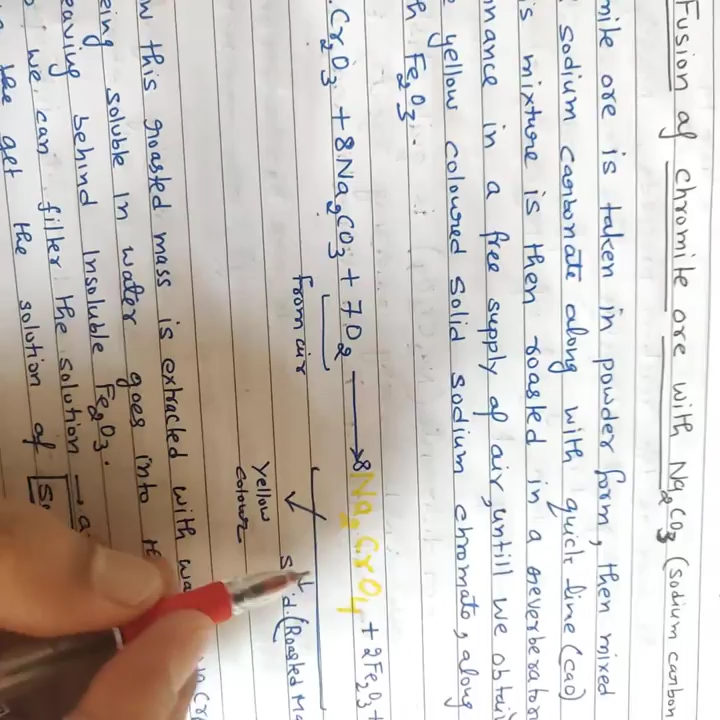 Fusion of chromite ore with Na2CO3 (sodium carbon
mite ore is taken in powder form, then mixed
sodium carbonate along with quick lime (cao)
is mixture is then roasted in a reverberator
nance in a free supply of air, untill we obtai
yellow coloured solid sodium chromate, along
Fe2O3.
Cr2O3 + 8Na2CO3 + 7O2 → 8Na2CrO4 + 2Fe2O3 +
from air
Yellow
colour
(Roasted Ma
w this roasted mass is extracted with wa
eing soluble in water goes into
eaving behind insoluble Fe2O3.
we can filter the solution →
get the solution of